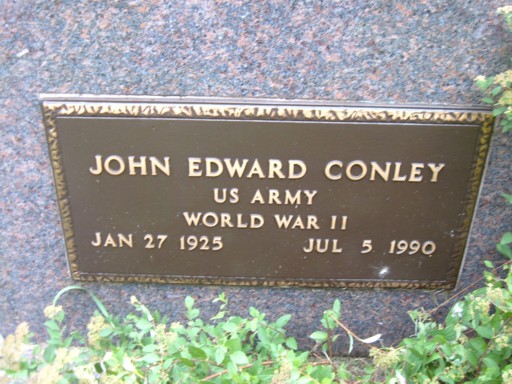 JOHN EDWARD CONLEY
US ARMY
WORLD WAR II
JAN 27 1925 JUL 5 1990